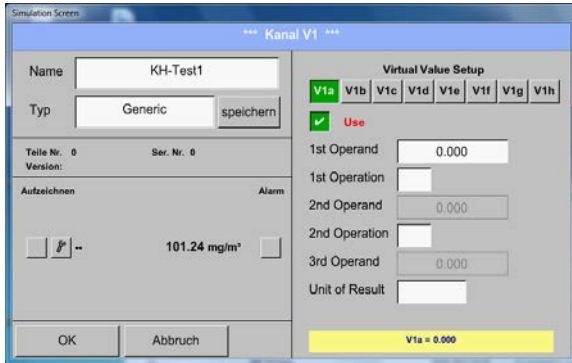 Simulation Screen
*** Kanal V1 ***
Name KH-Test1
Typ Generic speichern
Teile Nr. 0 Ser. Nr. 0
Version:
Aufzeichnen Alarm
-- 101.24 mg/m³
OK Abbruch
Virtual Value Setup
V1a V1b V1c V1d V1e V1f V1g V1h
Use
1st Operand 0.000
1st Operation
2nd Operand 0.000
2nd Operation
3rd Operand 0.000
Unit of Result
V1a = 0.000